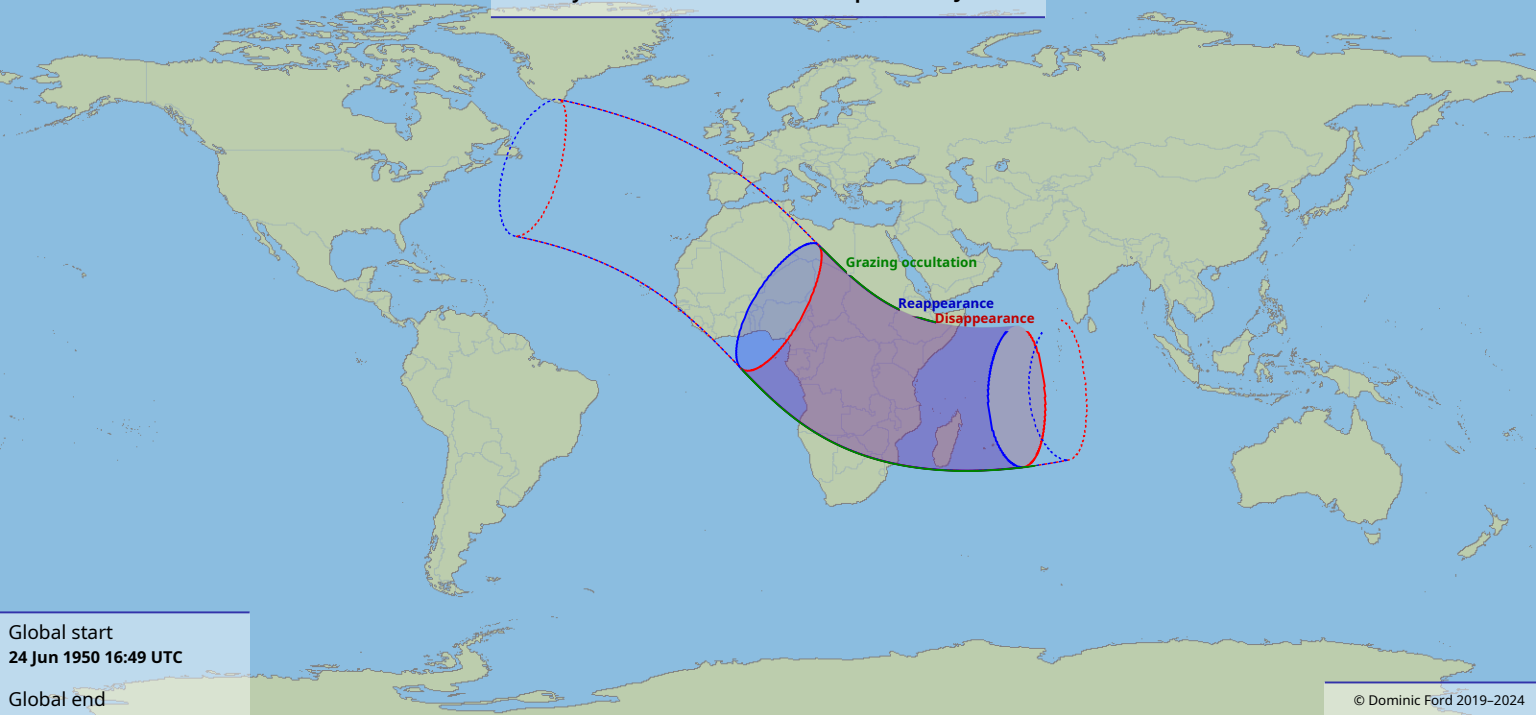 Grazing occultation
Reappearance
Disappearance
Global start
24 Jun 1950 16:49 UTC
Global end
© Dominic Ford 2019–2024